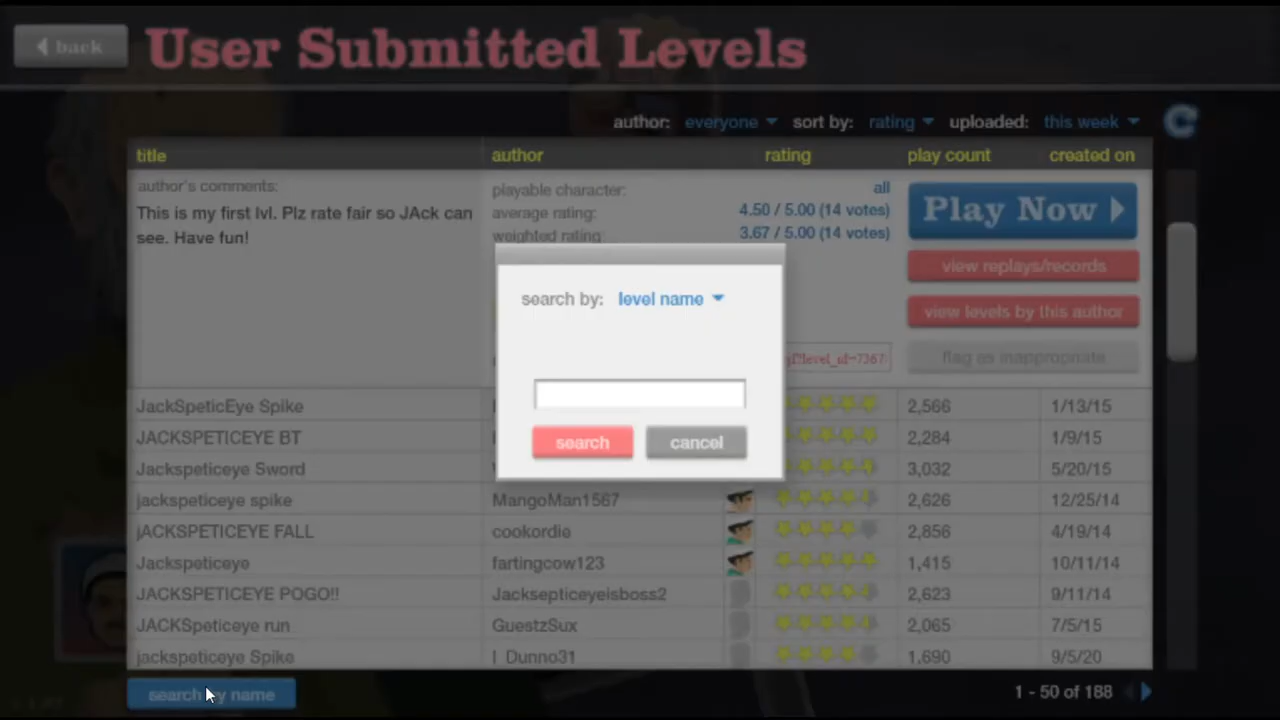 back
User Submitted Levels
author: everyone sort by: rating uploaded: this week
title author rating play count created on
author's comments:
This is my first lvl. Plz rate fair so JAck can
see. Have fun!
playable character: all
average rating: 4.50 / 5.00 (14 votes)
weighted rating: 3.67 / 5.00 (14 votes)
Play Now
view replays/records
view levels by this author
flag as inappropriate
search by: level name
search cancel
JackSpeticEye Spike 2,566 1/13/15
JACKSPETICEYE BT 2,284 1/9/15
Jackspeticeye Sword 3,032 5/20/15
jackspeticeye spike MangoMan1567 2,626 12/25/14
jACKSPETICEYE FALL cookordie 2,856 4/19/14
Jackspeticeye fartingcow123 1,415 10/11/14
JACKSPETICEYE POGO!! Jacksepticeyeisboss2 2,623 9/11/14
JACKSpeticeye run GuestzSux 2,065 7/5/15
jackspeticeye Spike I_Dunno31 1,690 9/5/20
search by name
1 - 50 of 188